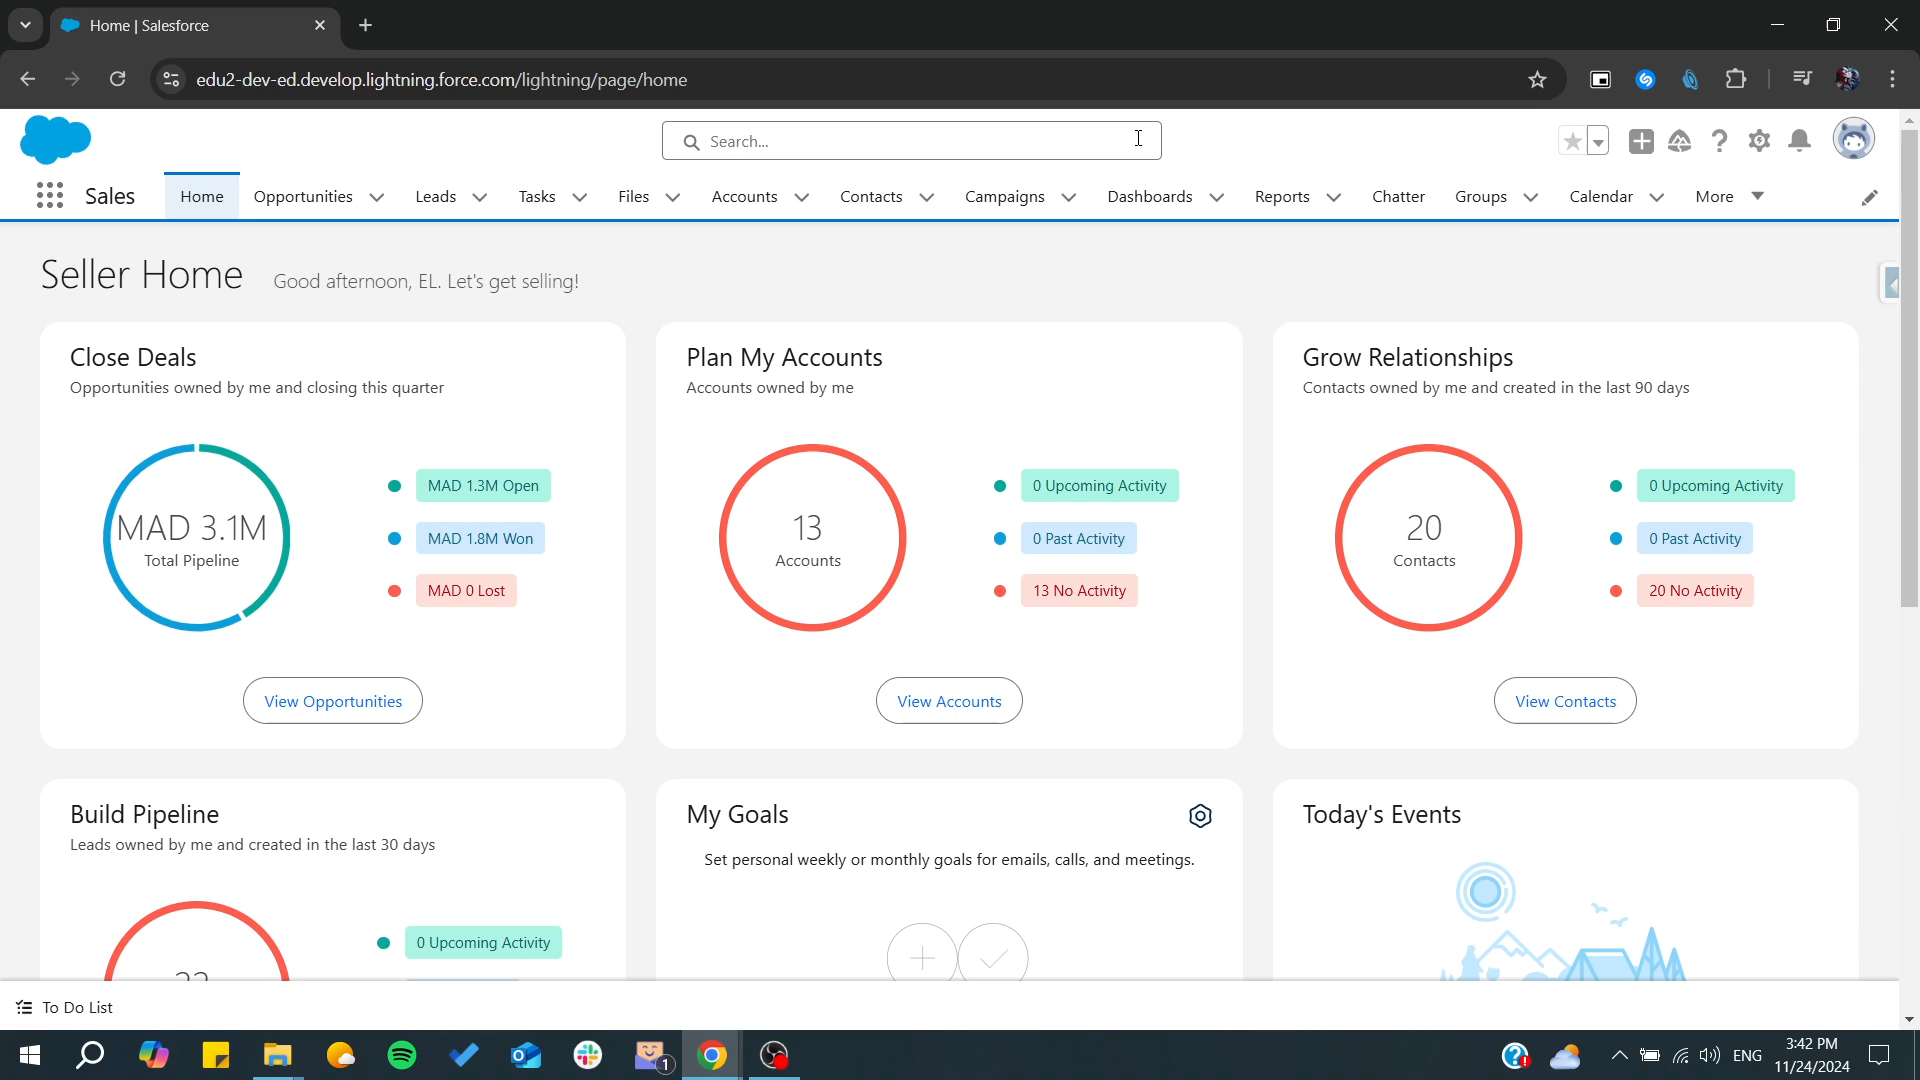 Home | Salesforce
edu2-dev-ed.develop.lightning.force.com/lightning/page/home
Search...
Sales
Home
Opportunities
Leads
Tasks
Files
Accounts
Contacts
Campaigns
Dashboards
Reports
Chatter
Groups
Calendar
More
Seller Home
Good afternoon, EL. Let's get selling!
Close Deals
Opportunities owned by me and closing this quarter
MAD 3.1M
Total Pipeline
MAD 1.3M Open
MAD 1.8M Won
MAD 0 Lost
View Opportunities
Plan My Accounts
Accounts owned by me
13
Accounts
0 Upcoming Activity
0 Past Activity
13 No Activity
View Accounts
Grow Relationships
Contacts owned by me and created in the last 90 days
20
Contacts
0 Upcoming Activity
0 Past Activity
20 No Activity
View Contacts
Build Pipeline
Leads owned by me and created in the last 30 days
0 Upcoming Activity
My Goals
Set personal weekly or monthly goals for emails, calls, and meetings.
Today's Events
To Do List
1
ENG
3:42 PM
11/24/2024